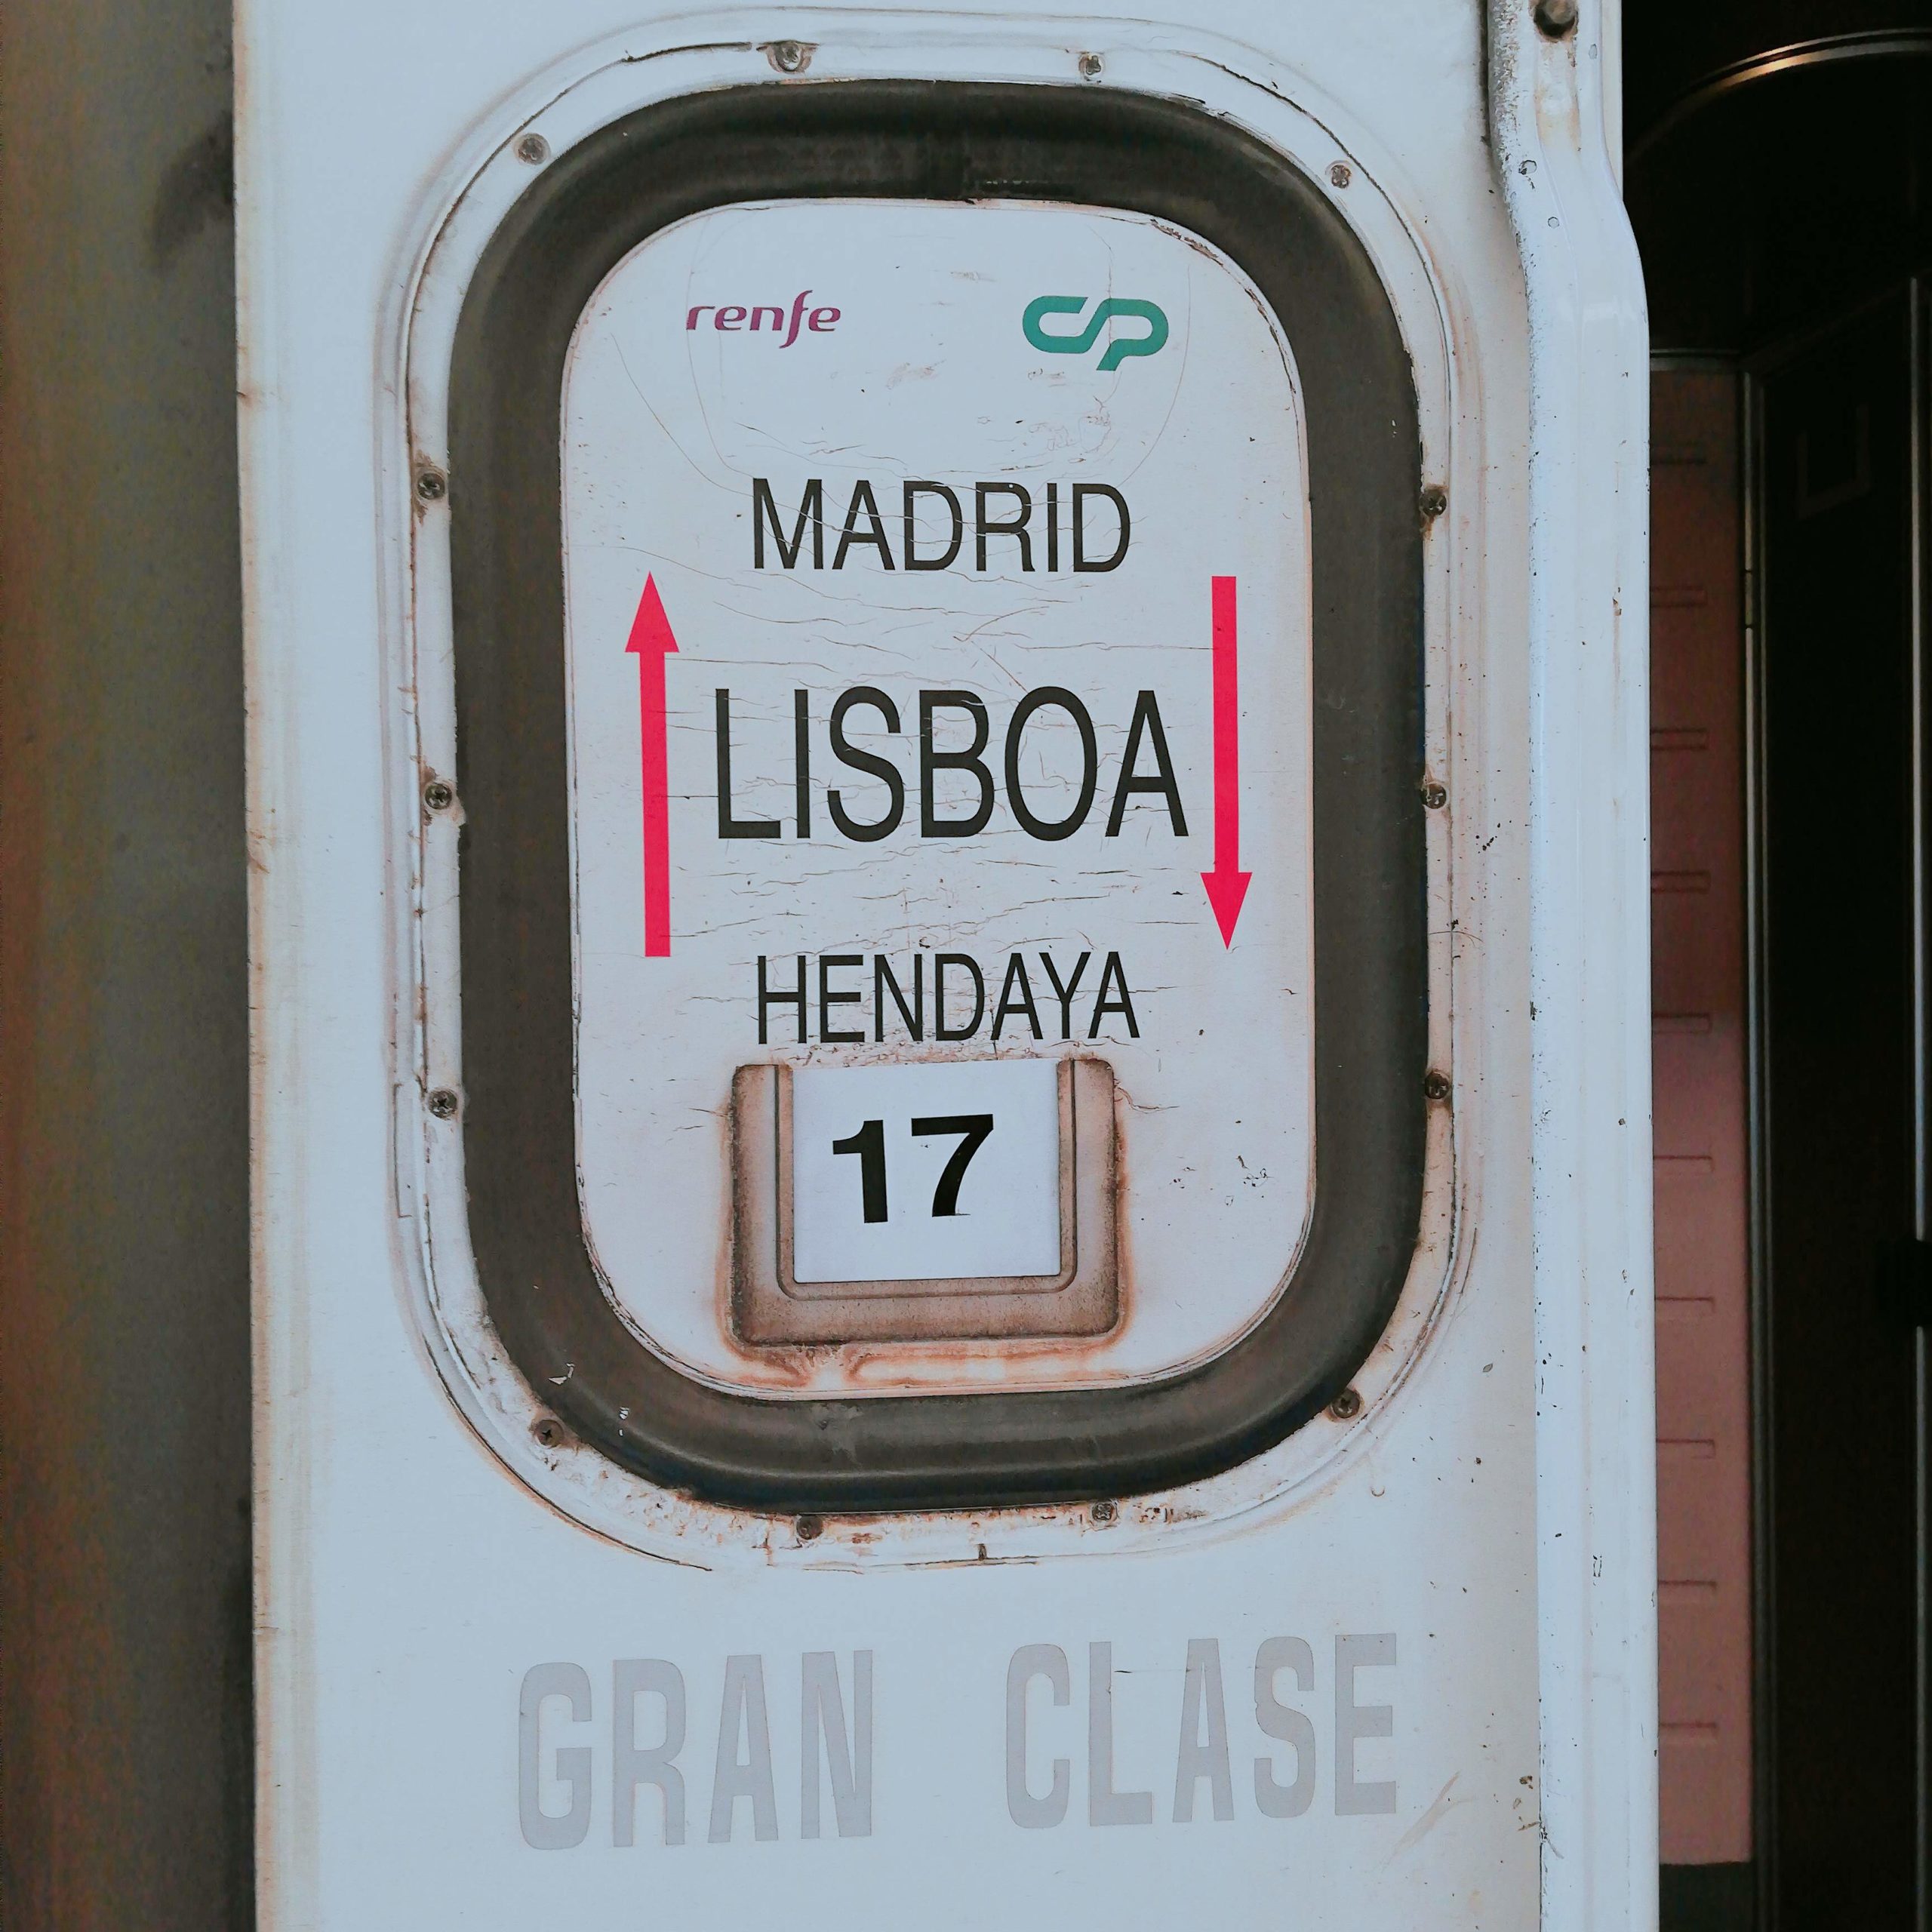 renfe CP
MADRID
LISBOA
HENDAYA
17
GRAN CLASE